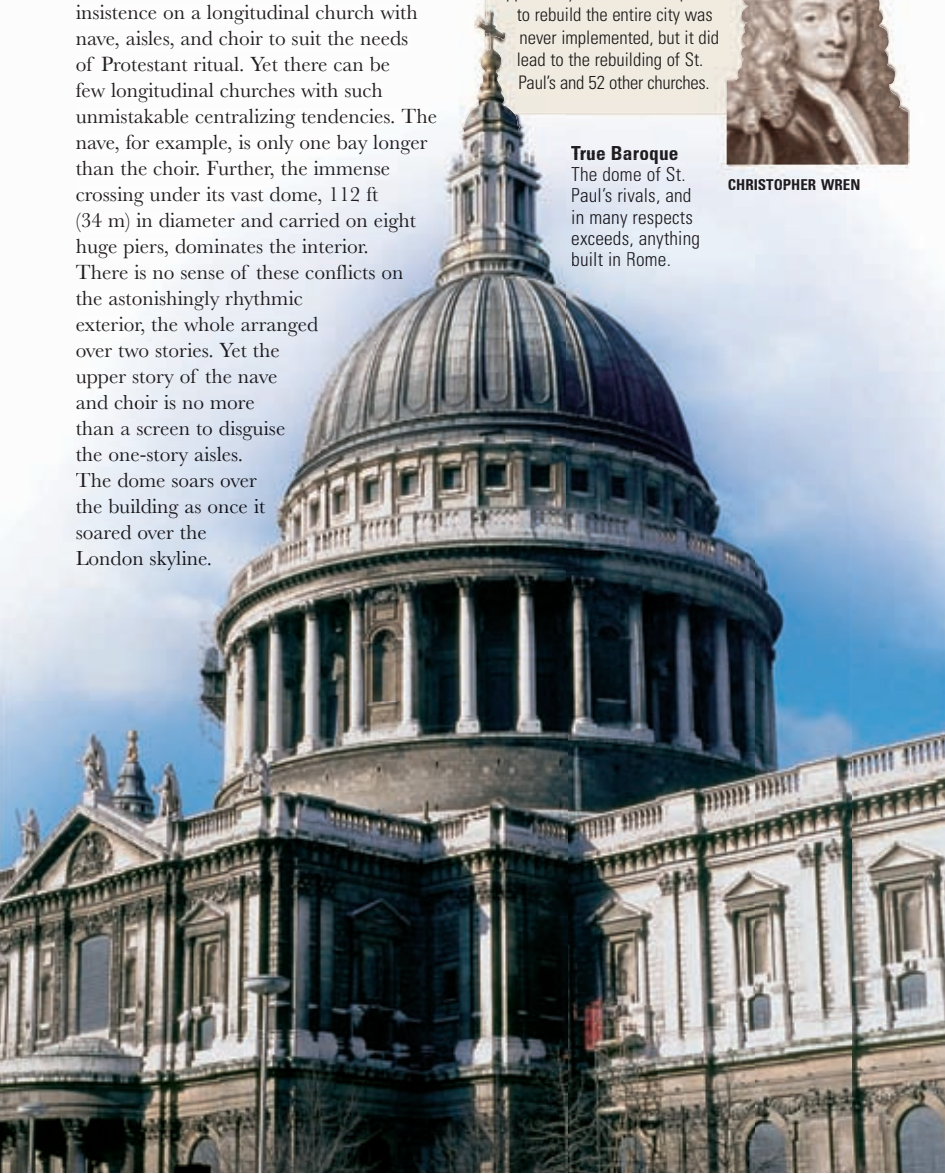 insistence on a longitudinal church with
nave, aisles, and choir to suit the needs
of Protestant ritual. Yet there can be
few longitudinal churches with such
unmistakable centralizing tendencies. The
nave, for example, is only one bay longer
than the choir. Further, the immense
crossing under its vast dome, 112 ft
(34 m) in diameter and carried on eight
huge piers, dominates the interior.
There is no sense of these conflicts on
the astonishingly rhythmic
exterior, the whole arranged
over two stories. Yet the
upper story of the nave
and choir is no more
than a screen to disguise
the one-story aisles.
The dome soars over
the building as once it
soared over the
London skyline.
to rebuild the entire city was
never implemented, but it did
lead to the rebuilding of St.
Paul's and 52 other churches.
True Baroque
The dome of St.
Paul's rivals, and
in many respects
exceeds, anything
built in Rome.
CHRISTOPHER WREN